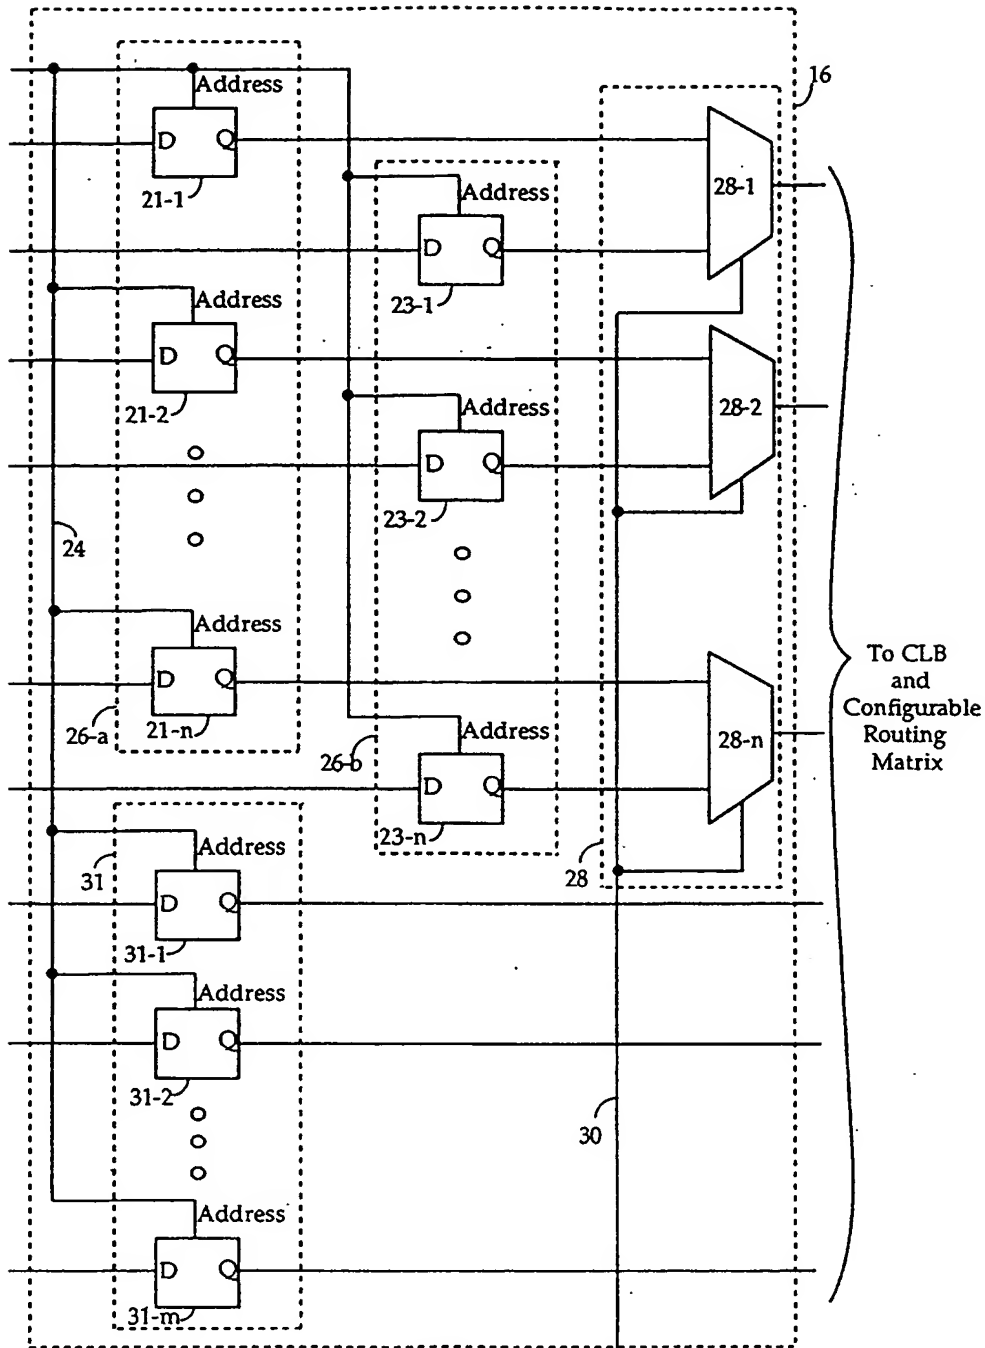 16
Address
D Q
21-1
28-1
Address
D Q
23-1
Address
D Q
21-2
28-2
Address
D Q
23-2
24
Address
D Q
21-n
26-a
To CLB
and
Configurable
Routing
Matrix
28-n
Address
D Q
26-b
23-n
28
Address
31
D Q
31-1
Address
D Q
31-2
30
Address
D Q
31-m